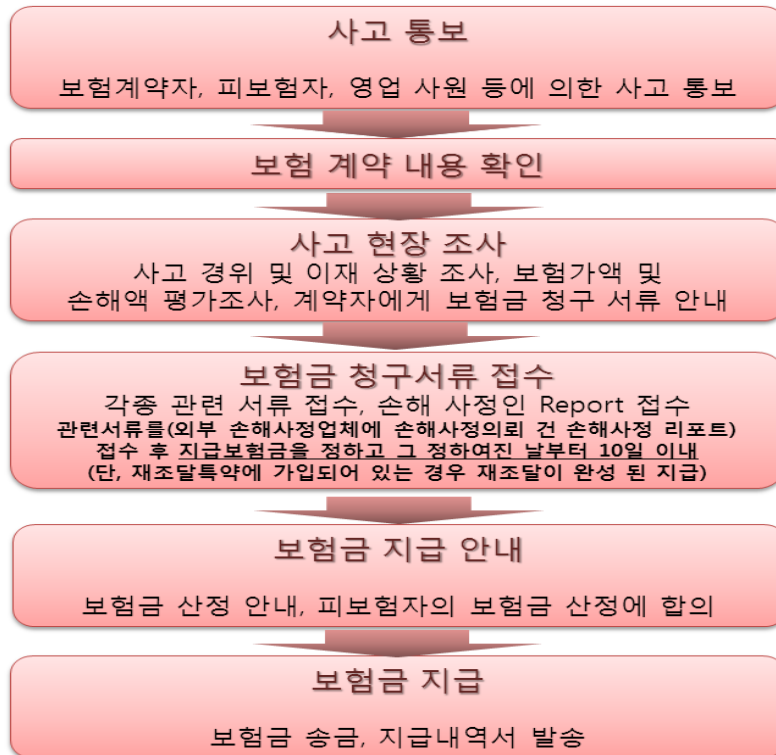 사고 통보
보험계약자, 피보험자, 영업 사원 등에 의한 사고 통보
보험 계약 내용 확인
사고 현장 조사
사고 경위 및 이재 상황 조사, 보험가액 및
손해액 평가조사, 계약자에게 보험금 청구 서류 안내
보험금 청구서류 접수
각종 관련 서류 접수, 손해 사정인 Report 접수
관련서류를(외부 손해사정업체에 손해사정의뢰 건 손해사정 리포트)
접수 후 지급보험금을 정하고 그 정하여진 날부터 10일 이내
(단, 재조달특약에 가입되어 있는 경우 재조달이 완성 된 지급)
보험금 지급 안내
보험금 산정 안내, 피보험자의 보험금 산정에 합의
보험금 지급
보험금 송금, 지급내역서 발송